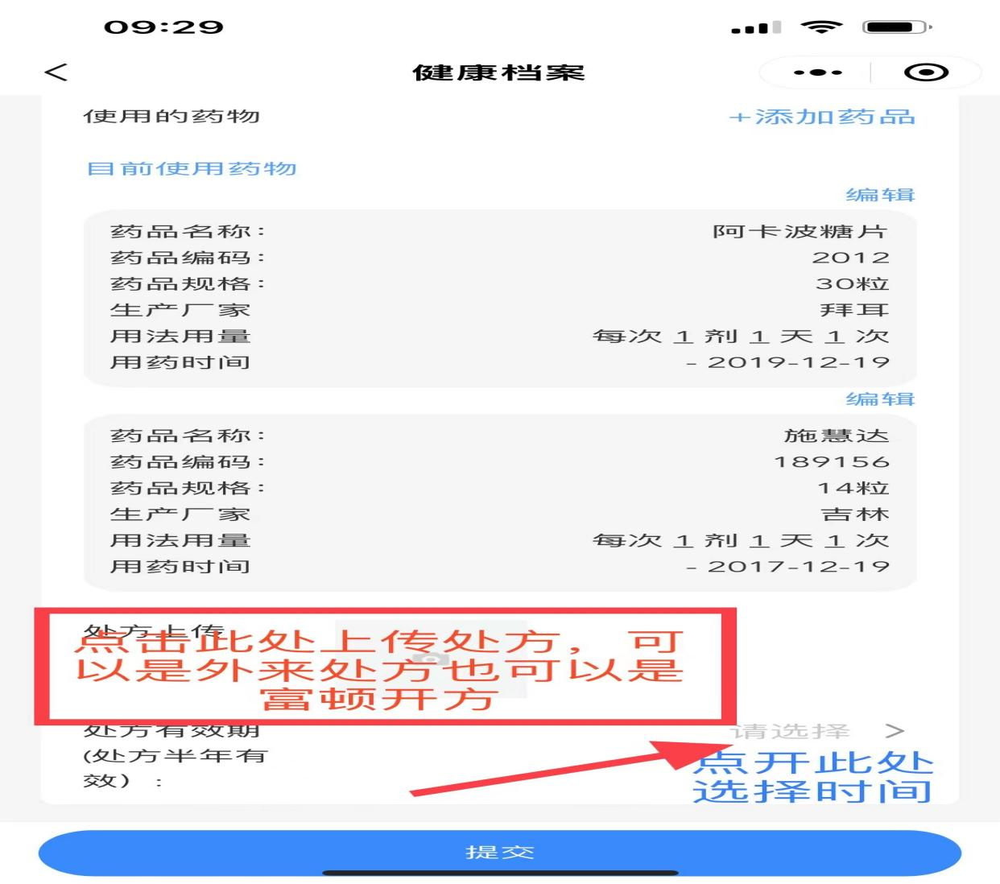 09:29
健康档案
使用的药物 +添加药品
目前使用药物
编辑
药品名称: 阿卡波糖片
药品编码: 2012
药品规格: 30粒
生产厂家 拜耳
用法用量 每次 1 剂 1 天 1 次
用药时间 - 2019-12-19
编辑
药品名称: 施慧达
药品编码: 189156
药品规格: 14粒
生产厂家 吉林
用法用量 每次 1 剂 1 天 1 次
用药时间 - 2017-12-19
处方上传
点击此处上传处方，可
以是外来处方也可以是
富顿开方
处方有效期 请选择 >
(处方半年有
效）:
点开此处
选择时间
提交